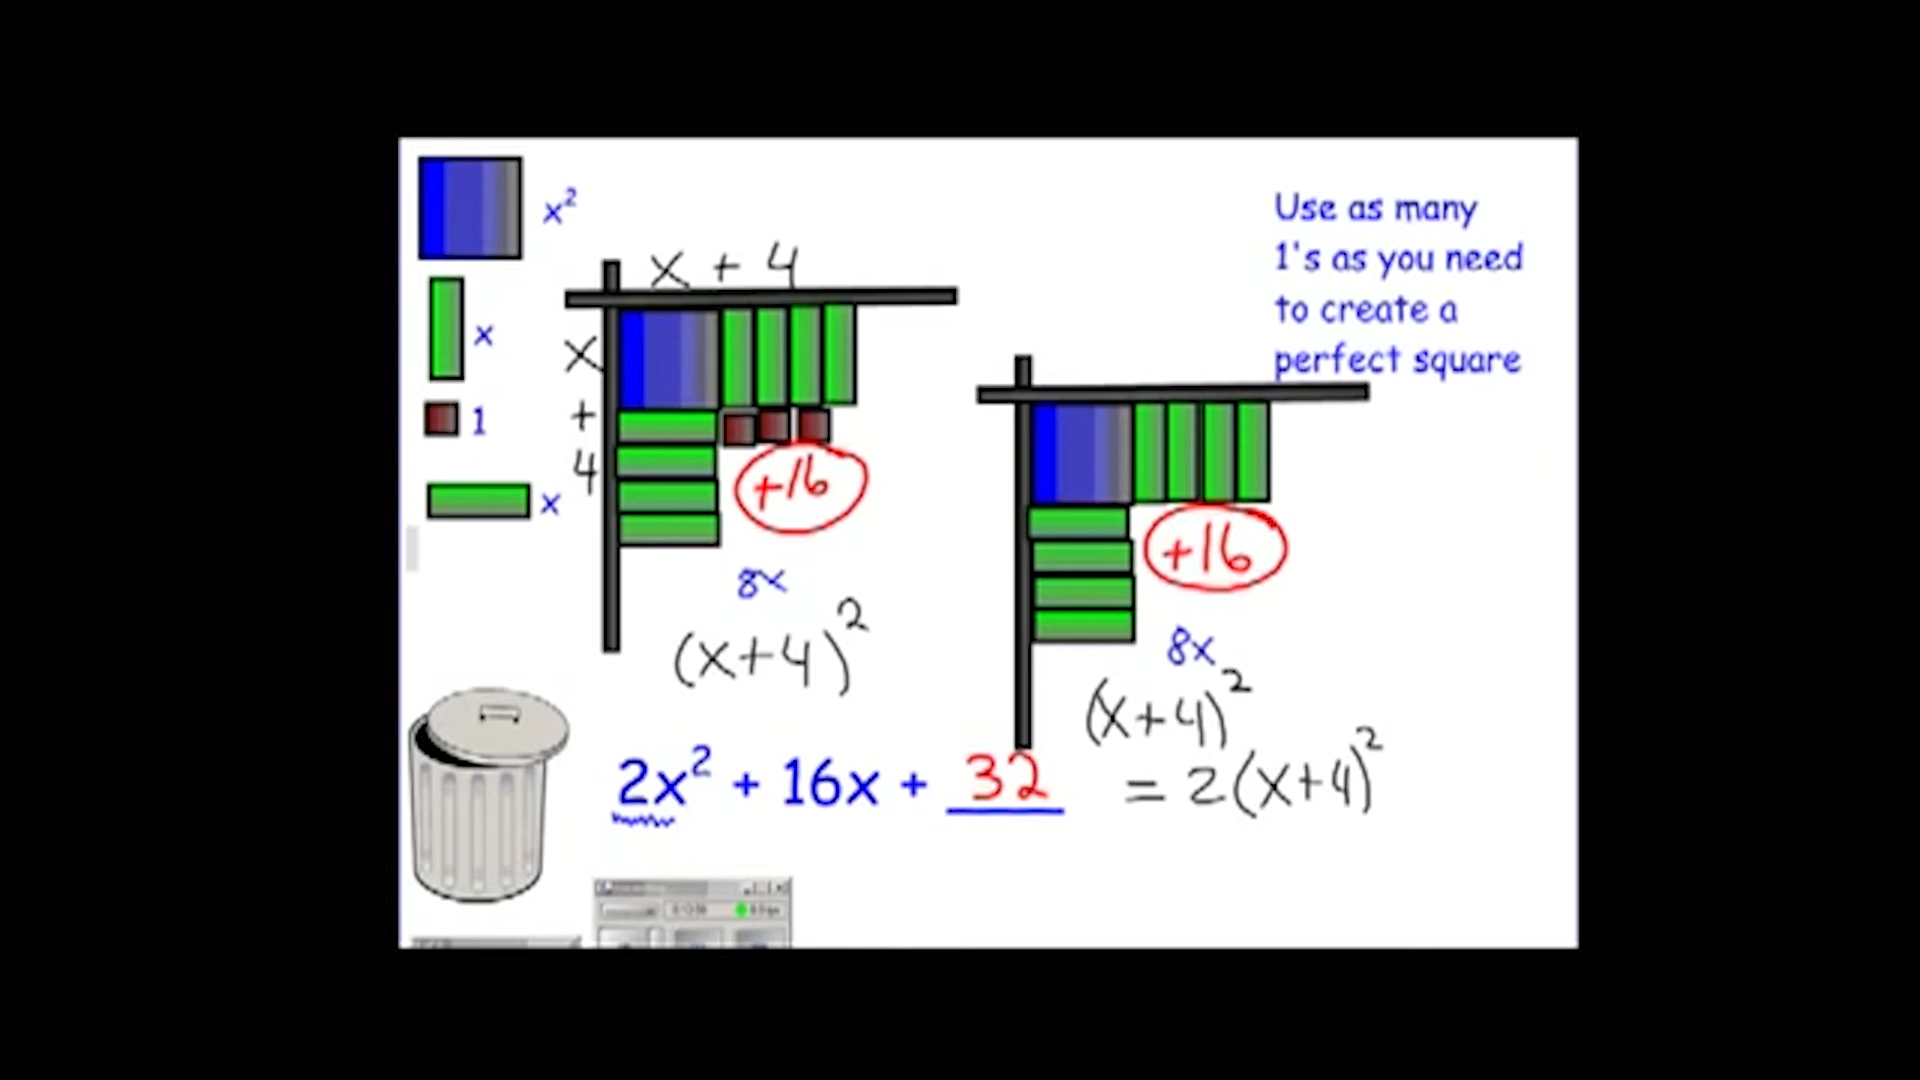 x²
x
1
x
Use as many
1's as you need
to create a
perfect square
x + 4
x
+
4
+16
8x
(x+4)²
+16
8x
(x+4)²
2x² + 16x + 32 = 2(x+4)²